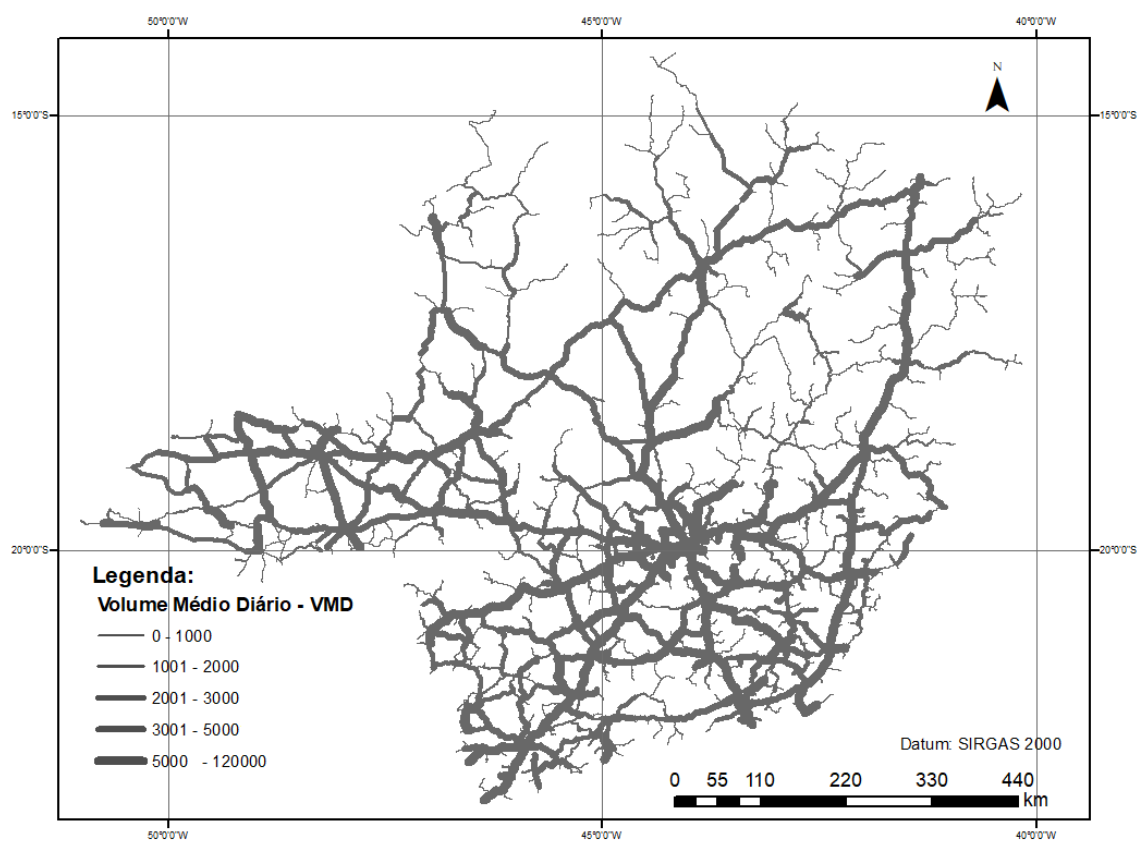 50°0'0"W 45°0'0"W 40°0'0"W
N
15°0'0"S 15°0'0"S
20°0'0"S 20°0'0"S
Legenda:
Volume Médio Diário - VMD
0 - 1000
1001 - 2000
2001 - 3000
3001 - 5000
5000 - 120000
Datum: SIRGAS 2000
0 55 110 220 330 440
km
50°0'0"W 45°0'0"W 40°0'0"W